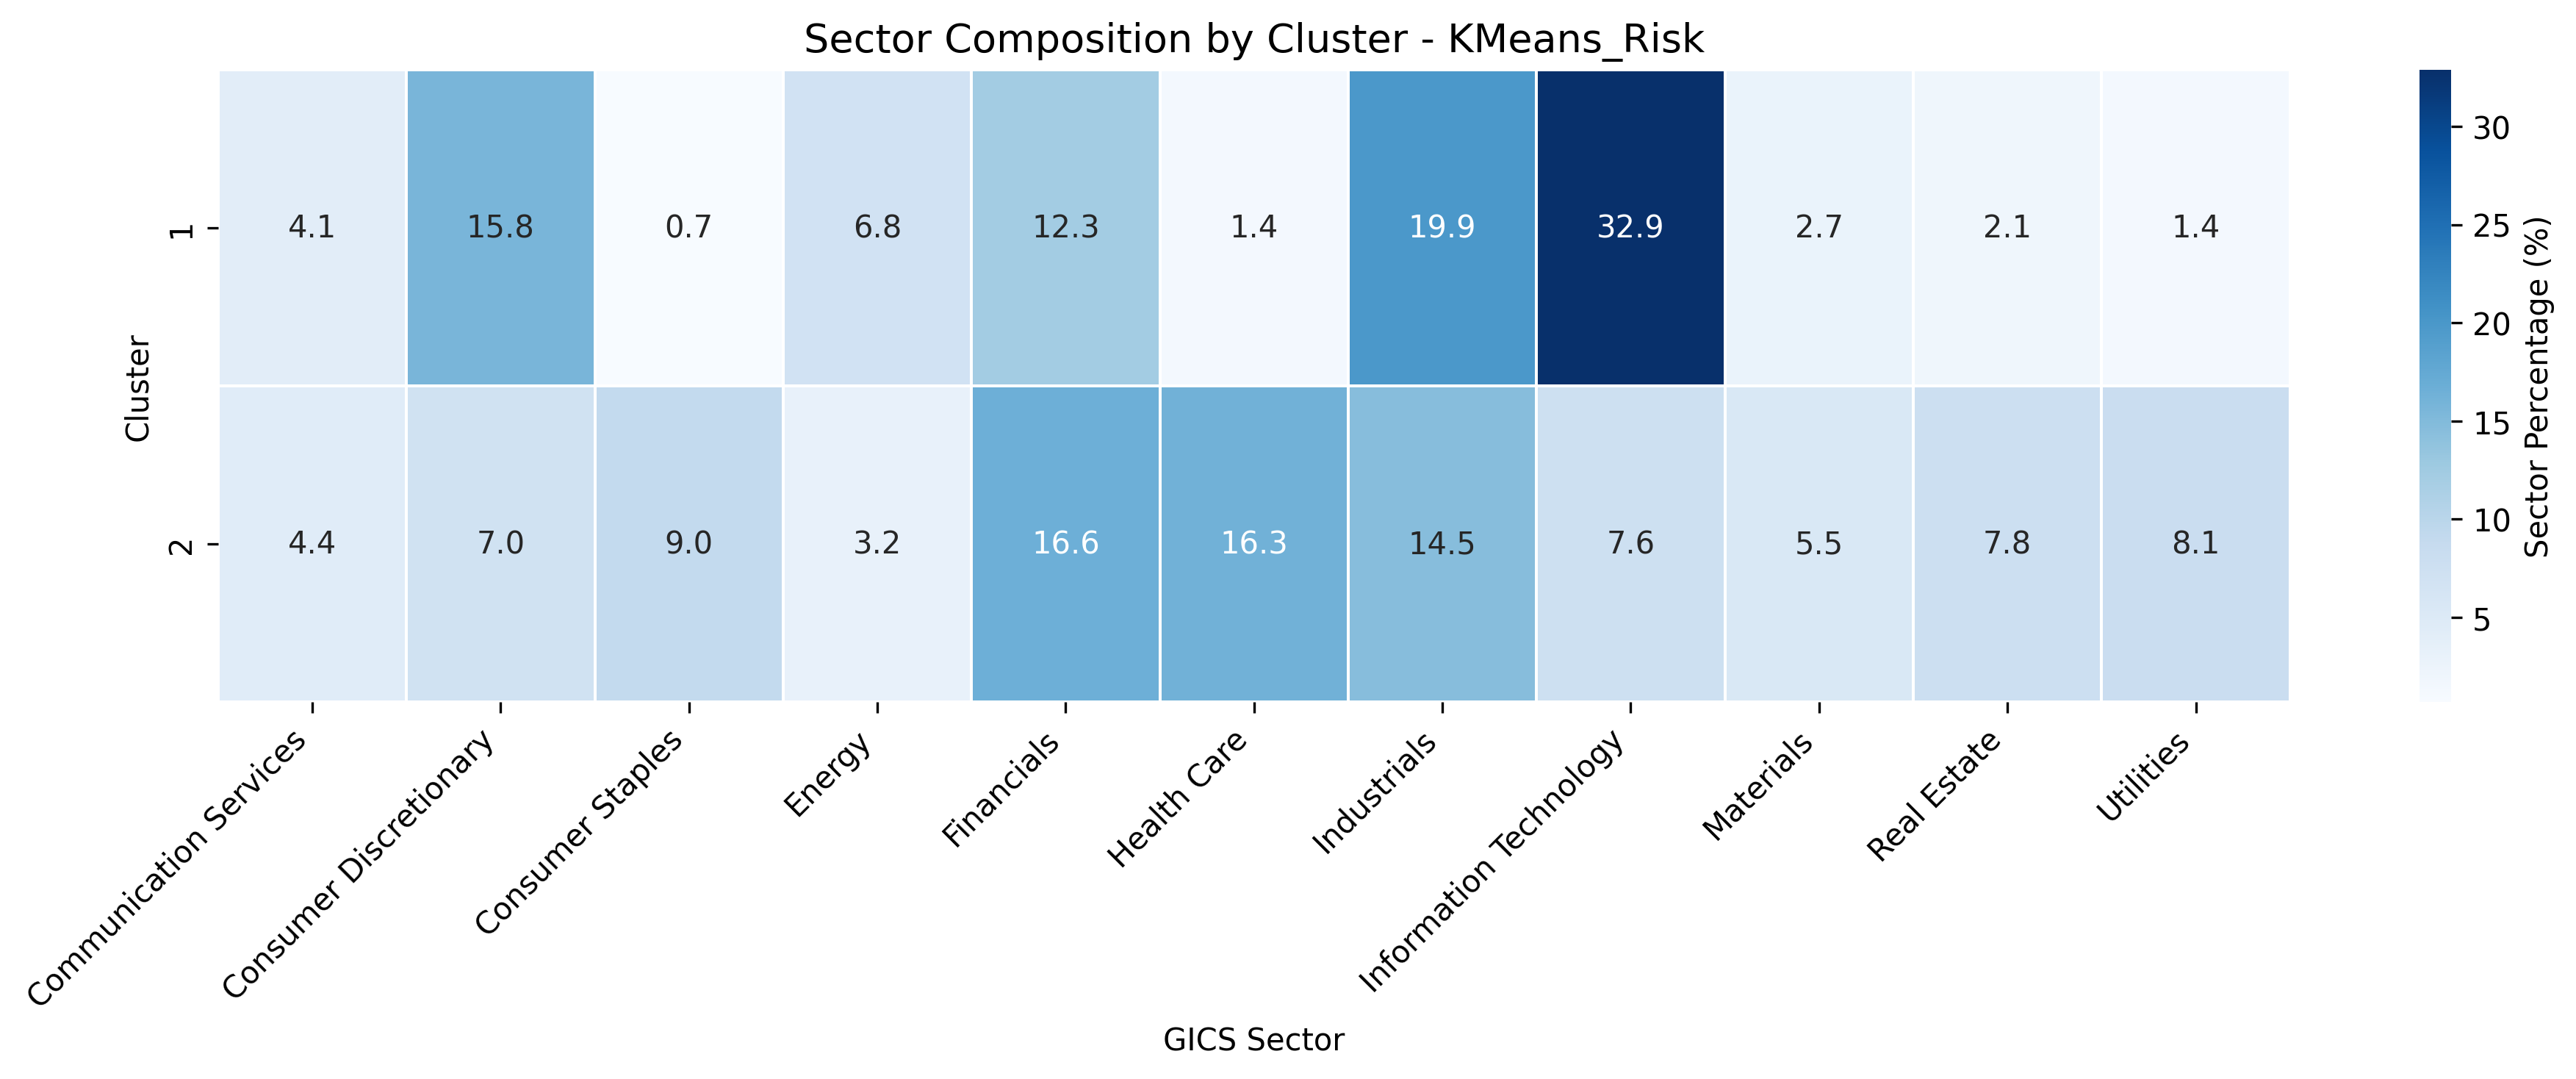 Sector Composition by Cluster - KMeans_Risk
Cluster
1
4.1 15.8 0.7 6.8 12.3 1.4 19.9 32.9 2.7 2.1 1.4
2
4.4 7.0 9.0 3.2 16.6 16.3 14.5 7.6 5.5 7.8 8.1
Communication Services
Consumer Discretionary
Consumer Staples
Energy
Financials
Health Care
Industrials
Information Technology
Materials
Real Estate
Utilities
GICS Sector
30
25
20
15
10
5
Sector Percentage (%)